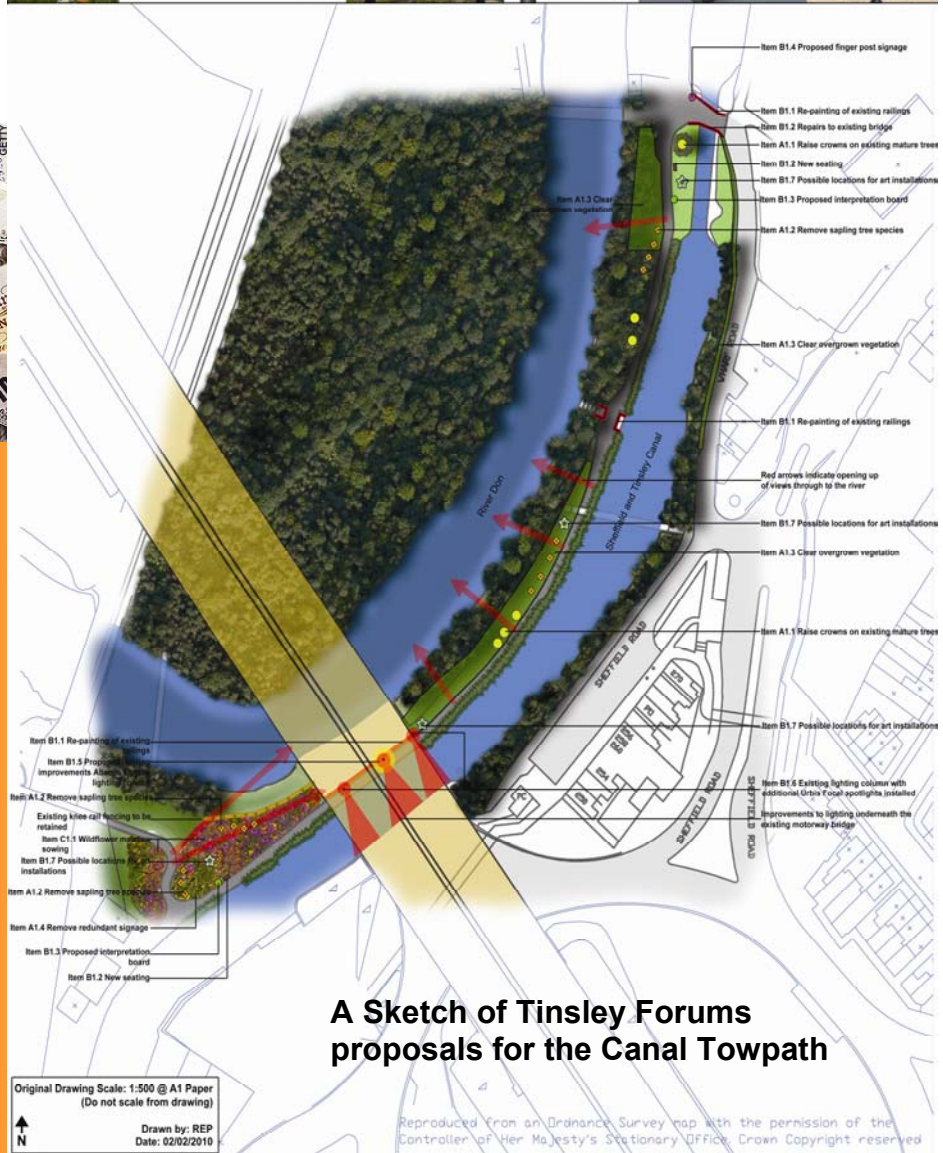 GETTY
Item B1.4 Proposed finger post signage
Item B1.1 Re-painting of existing railings
Item B1.2 Repairs to existing bridge
Item A1.1 Raise crowns on existing mature trees
Item B1.2 New seating
Item B1.7 Possible locations for art installations
Item B1.3 Proposed interpretation board
Item A1.3 Clear
overgrown vegetation
Item A1.2 Remove sapling tree species
Item A1.3 Clear overgrown vegetation
WHARF ROAD
Item B1.1 Re-painting of existing railings
Red arrows indicate opening up
of views through to the river
River Don
Sheffield and Tinsley Canal
Item B1.7 Possible locations for art installations
Item A1.3 Clear overgrown vegetation
Item A1.1 Raise crowns on existing mature trees
SHEFFIELD ROAD
Item B1.7 Possible locations for art installations
Item B1.6 Existing lighting column with
additional Urbis Focal spotlights installed
Improvements to lighting underneath the
existing motorway bridge
SHEFFIELD ROAD
SHEFFIELD ROAD
PC
Item B1.1 Re-painting of existing
railings
Item B1.5
improvements
lighting
Item A1.2 Remove sapling tree species
Existing knee rail fencing to be
retained
Item C1.1 Wildflower meadow
sowing
Item B1.7 Possible locations for art
installations
Item A1.2 Remove sapling tree species
Item A1.4 Remove redundant signage
Item B1.3 Proposed interpretation
board
Item B1.2 New seating
A Sketch of Tinsley Forums
proposals for the Canal Towpath
Original Drawing Scale: 1:500 @ A1 Paper
(Do not scale from drawing)
N
Drawn by: REP
Date: 02/02/2010
Reproduced from an Ordnance Survey map with the permission of the
Controller of Her Majesty's Stationary Office. Crown Copyright reserved